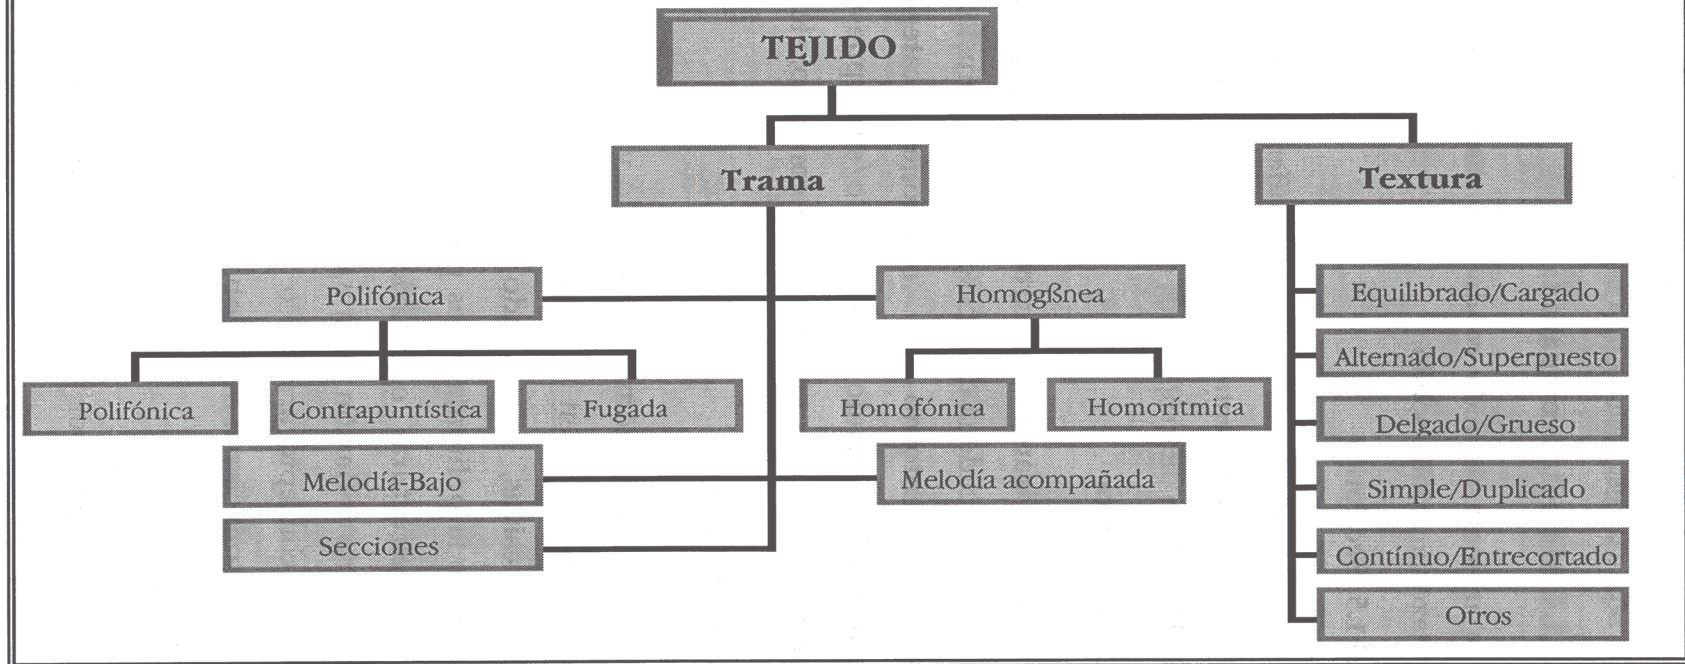 TEJIDO
Trama
Textura
Polifónica
Homogßnea
Polifónica
Contrapuntística
Fugada
Homofónica
Homorítmica
Melodía-Bajo
Melodía acompañada
Secciones
Equilibrado/Cargado
Alternado/Superpuesto
Delgado/Grueso
Simple/Duplicado
Contínuo/Entrecortado
Otros